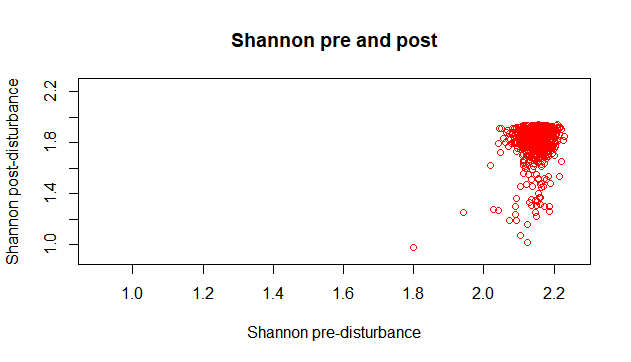 Shannon pre and post
Shannon post-disturbance
2.2
1.8
1.4
1.0
1.0 1.2 1.4 1.6 1.8 2.0 2.2
Shannon pre-disturbance